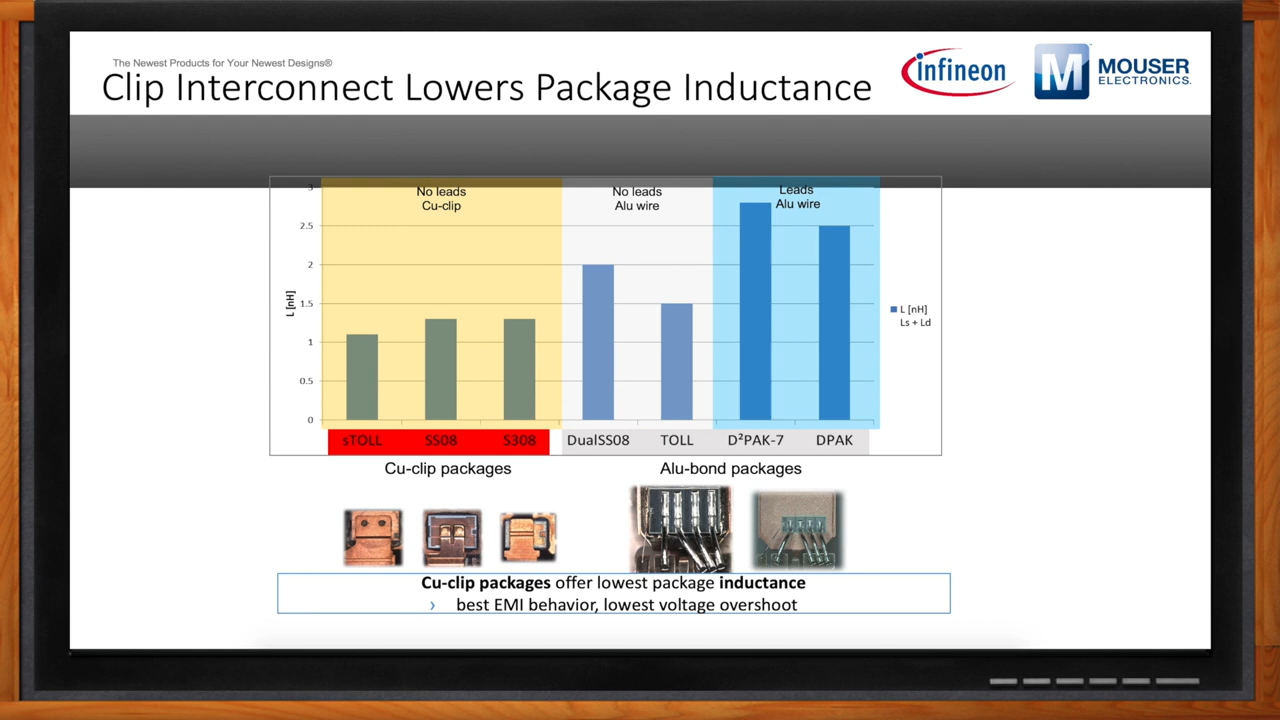 The Newest Products for Your Newest Designs®
Clip Interconnect Lowers Package Inductance
infineon
M
MOUSER
ELECTRONICS.
No leads
Cu-clip
No leads
Alu wire
Leads
Alu wire
3
2.5
2
1.5
1
0.5
0
L [nH]
L [nH]
Ls + Ld
sTOLL SS08 S308 DualSS08 TOLL D²PAK-7 DPAK
Cu-clip packages Alu-bond packages
Cu-clip packages offer lowest package inductance
› best EMI behavior, lowest voltage overshoot